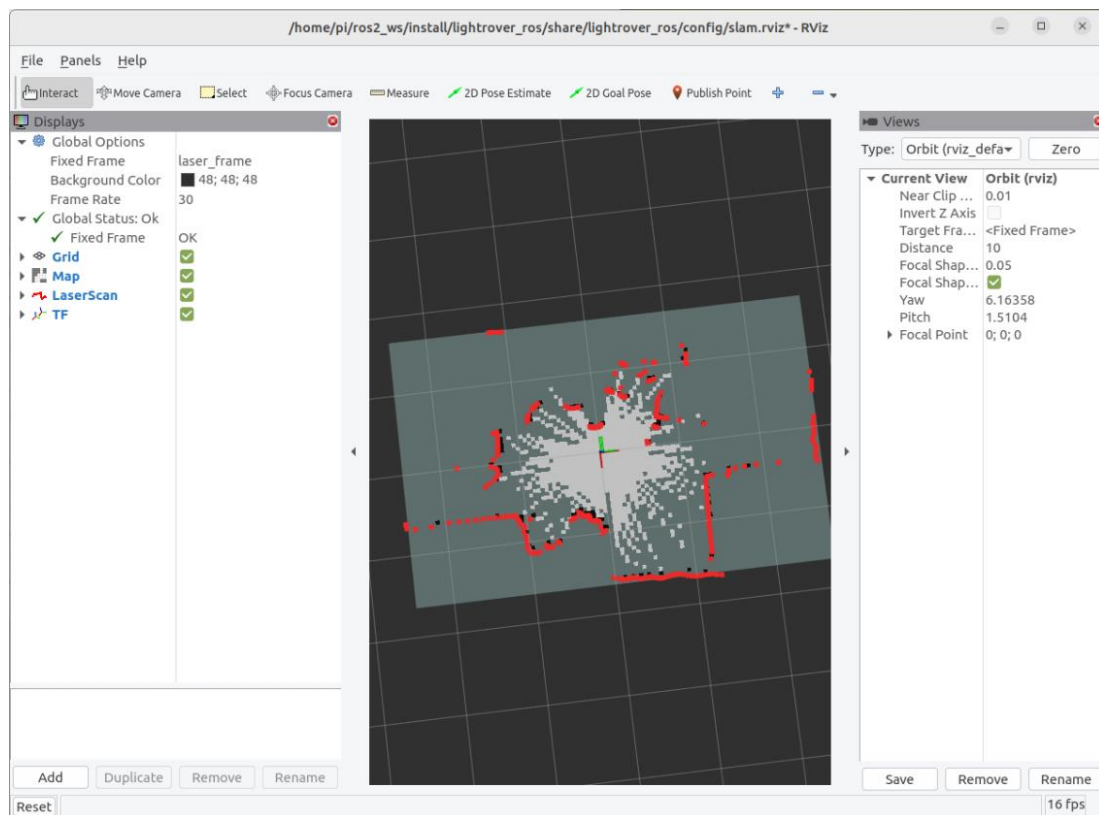 /home/pi/ros2_ws/install/lightrover_ros/share/lightrover_ros/config/slam.rviz* - RViz
File Panels Help
Interact Move Camera Select Focus Camera Measure 2D Pose Estimate 2D Goal Pose Publish Point
Displays
Global Options
Fixed Frame laser_frame
Background Color 48; 48; 48
Frame Rate 30
Global Status: Ok
Fixed Frame OK
Grid
Map
LaserScan
TF
Add Duplicate Remove Rename
Reset
Views
Type: Orbit (rviz_defa Zero
Current View Orbit (rviz)
Near Clip ... 0.01
Invert Z Axis
Target Fra... <Fixed Frame>
Distance 10
Focal Shap... 0.05
Focal Shap...
Yaw 6.16358
Pitch 1.5104
Focal Point 0; 0; 0
Save Remove Rename
16 fps